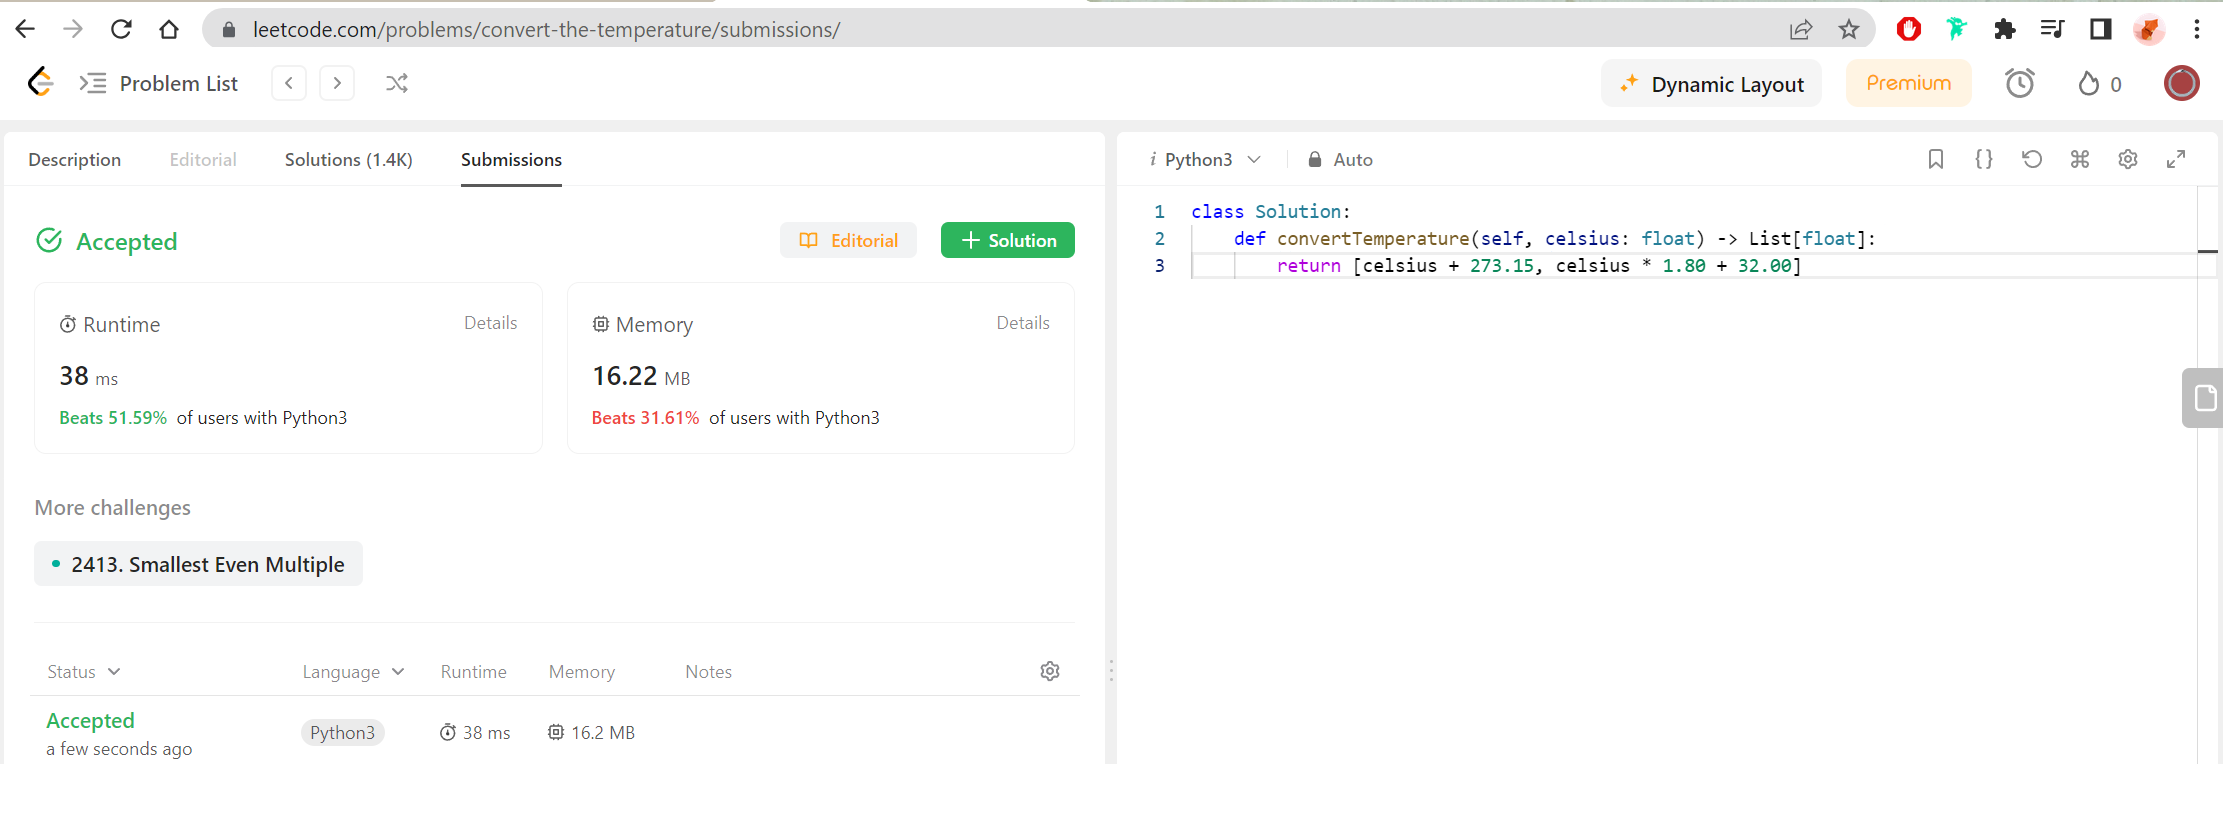 leetcode.com/problems/convert-the-temperature/submissions/
Problem List
Dynamic Layout
Premium
0
Description Editorial Solutions (1.4K) Submissions
Accepted
Editorial
Solution
Runtime Details
38 ms
Beats 51.59% of users with Python3
Memory Details
16.22 MB
Beats 31.61% of users with Python3
More challenges
2413. Smallest Even Multiple
Status Language Runtime Memory Notes
Accepted
a few seconds ago
Python3 38 ms 16.2 MB
i Python3 Auto
1 class Solution:
2 def convertTemperature(self, celsius: float) -> List[float]:
3 return [celsius + 273.15, celsius * 1.80 + 32.00]